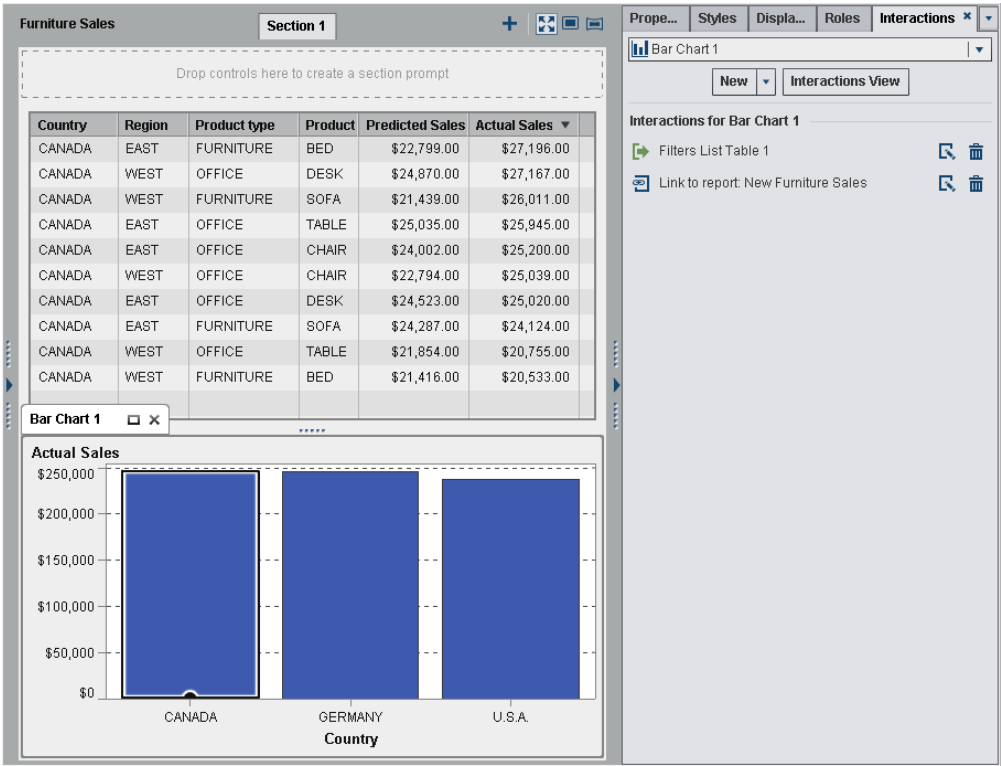 Furniture Sales
Section 1
Drop controls here to create a section prompt
Country Region Product type Product Predicted Sales Actual Sales
CANADA EAST FURNITURE BED $22,799.00 $27,196.00
CANADA WEST OFFICE DESK $24,870.00 $27,167.00
CANADA WEST FURNITURE SOFA $21,439.00 $26,011.00
CANADA EAST OFFICE TABLE $25,035.00 $25,945.00
CANADA EAST OFFICE CHAIR $24,002.00 $25,200.00
CANADA WEST OFFICE CHAIR $22,794.00 $25,039.00
CANADA EAST OFFICE DESK $24,523.00 $25,020.00
CANADA EAST FURNITURE SOFA $24,287.00 $24,124.00
CANADA WEST OFFICE TABLE $21,854.00 $20,755.00
CANADA WEST FURNITURE BED $21,416.00 $20,533.00
Bar Chart 1
Actual Sales
$250,000
$200,000
$150,000
$100,000
$50,000
$0
CANADA GERMANY U.S.A.
Country
Prope... Styles Displa... Roles Interactions
Bar Chart 1
New Interactions View
Interactions for Bar Chart 1
Filters List Table 1
Link to report: New Furniture Sales